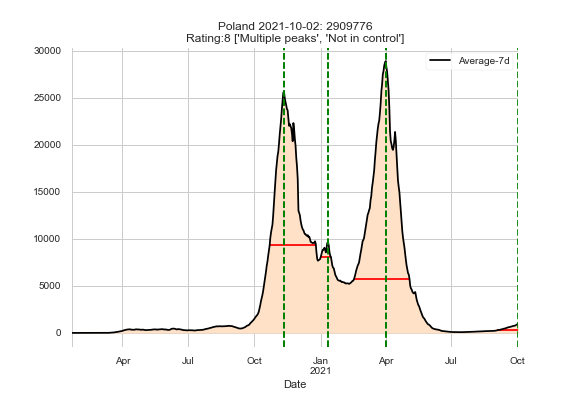 Poland 2021-10-02: 2909776
Rating:8 ['Multiple peaks', 'Not in control']
Average-7d
30000
25000
20000
15000
10000
5000
0
Apr
Jul
Oct
Jan
2021
Apr
Jul
Oct
Date